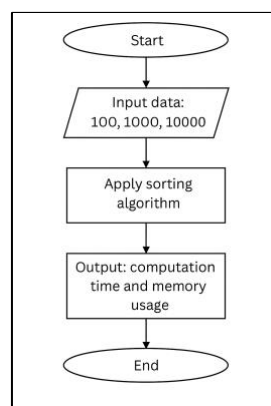 Start
Input data:
100, 1000, 10000
Apply sorting
algorithm
Output: computation
time and memory
usage
End